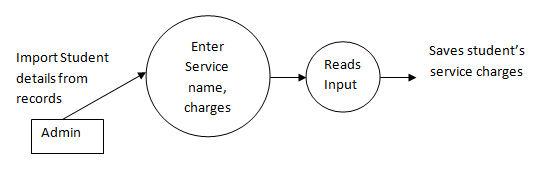 Import Student
details from
records
Admin
Enter
Service
name,
charges
Reads
Input
Saves student's
service charges